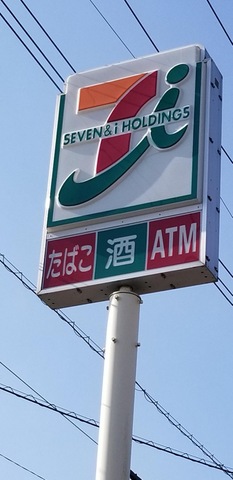 SEVEN&i HOLDINGS
たばこ 酒 ATM